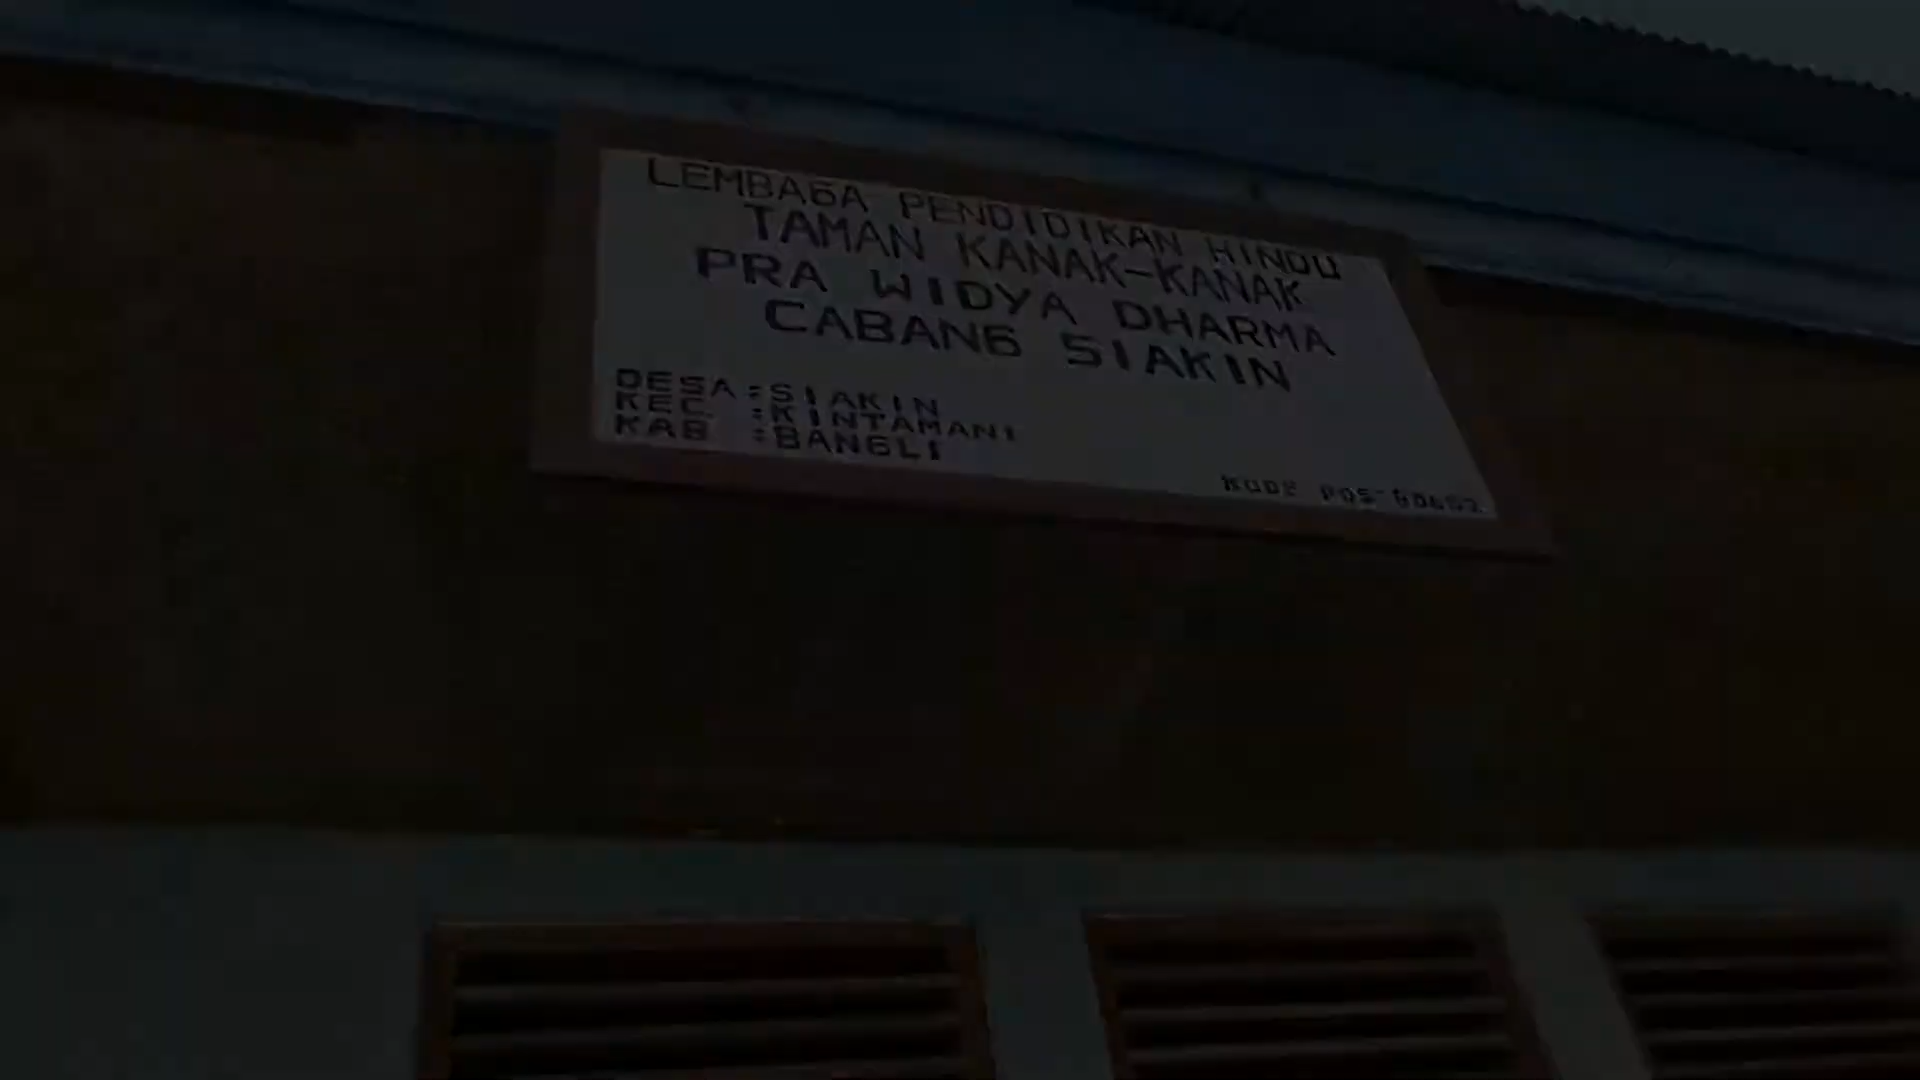 LEMBAGA PENDIDIKAN HINDU
TAMAN KANAK-KANAK
PRA WIDYA DHARMA
CABANG SIAKIN
DESA :SIAKIN
KEC. :KINTAMANI
KAB :BANGLI
KODE POS